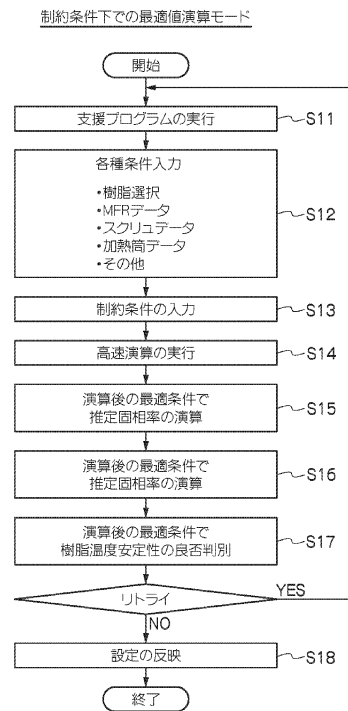 制約条件下での最適値演算モード
開始
支援プログラムの実行
S11
各種条件入力
・樹脂選択
・MFRデータ
・スクリュデータ
・加熱筒データ
・その他
S12
制約条件の入力
S13
高速演算の実行
S14
演算後の最適条件で
推定固相率の演算
S15
演算後の最適条件で
推定固相率の演算
S16
演算後の最適条件で
樹脂温度安定性の良否判別
S17
リトライ
YES
NO
設定の反映
S18
終了